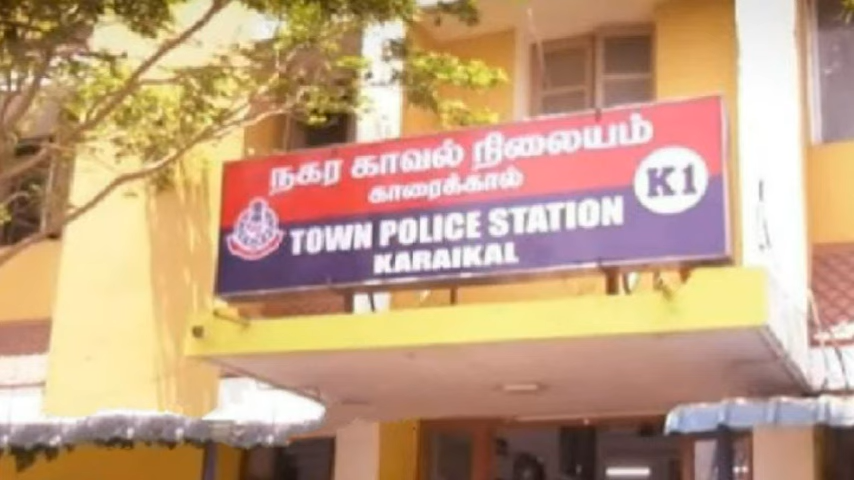 நகர காவல் நிலையம்
காரைக்கால்
K1
TOWN POLICE STATION
KARAIKAL